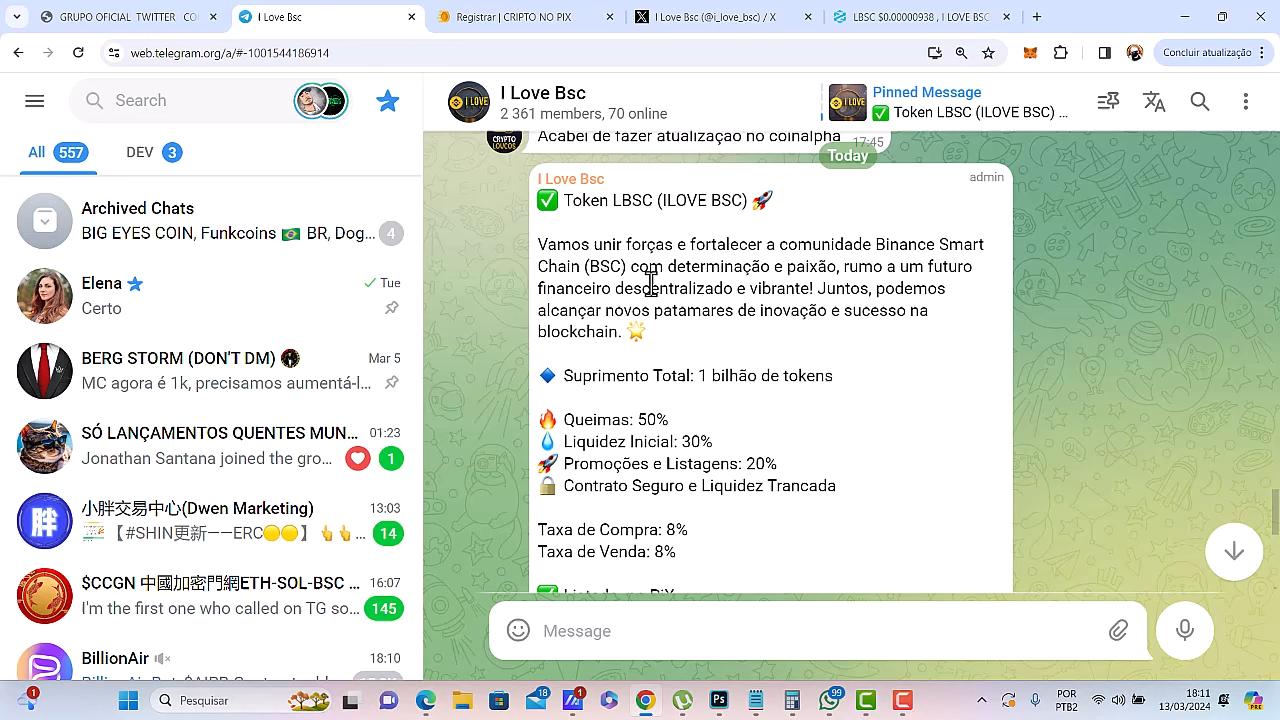 GRUPO OFICIAL TWITTER CO
I Love Bsc
Registrar | CRIPTO NO PIX
I Love Bsc (@i_love_bsc) / X
LBSC $0.00000938 , I LOVE BSC
web.telegram.org/a/#-1001544186914
Concluir atualização
Search
I Love Bsc
2 361 members, 70 online
Pinned Message
✅ Token LBSC (ILOVE BSC) ...
All 557
DEV 3
Archived Chats
BIG EYES COIN, Funkcoins 🇧🇷 BR, Dog... 4
Elena Tue
Certo
BERG STORM (DON'T DM) Mar 5
MC agora é 1k, precisamos aumentá-l...
SÓ LANÇAMENTOS QUENTES MUN... 01:23
Jonathan Santana joined the gro... 1
小胖交易中心(Dwen Marketing) 13:03
【#SHIN更新一一ERC🟡🟡】👆👆... 14
$CCGN 中國加密門網ETH-SOL-BSC ... 16:07
I'm the first one who called on TG so... 145
BillionAir 18:10
CRYPTO
LOUCOS
Acabei de fazer atualização no coinalpha 17:45
Today
I Love Bsc admin
✅ Token LBSC (ILOVE BSC) 🚀
Vamos unir forças e fortalecer a comunidade Binance Smart
Chain (BSC) com determinação e paixão, rumo a um futuro
financeiro descentralizado e vibrante! Juntos, podemos
alcançar novos patamares de inovação e sucesso na
blockchain. 🌟
🔷 Suprimento Total: 1 bilhão de tokens
🔥 Queimas: 50%
💧 Liquidez Inicial: 30%
🚀 Promoções e Listagens: 20%
🔒 Contrato Seguro e Liquidez Trancada
Taxa de Compra: 8%
Taxa de Venda: 8%
Message
Pesquisar
POR
PTB2
18:11
13/03/2024